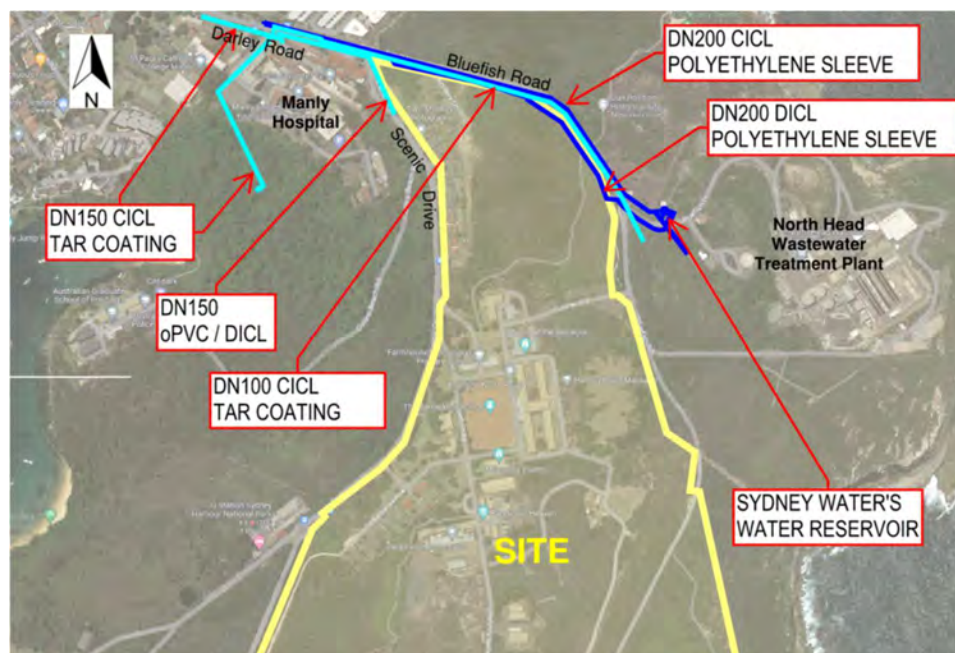 Darley Road
Bluefish Road
DN200 CICL
POLYETHYLENE SLEEVE
N
Manly
Hospital
DN200 DICL
POLYETHYLENE SLEEVE
Scenic Drive
DN150 CICL
TAR COATING
North Head
Wastewater
Treatment Plant
DN150
oPVC / DICL
DN100 CICL
TAR COATING
SYDNEY WATER'S
WATER RESERVOIR
SITE